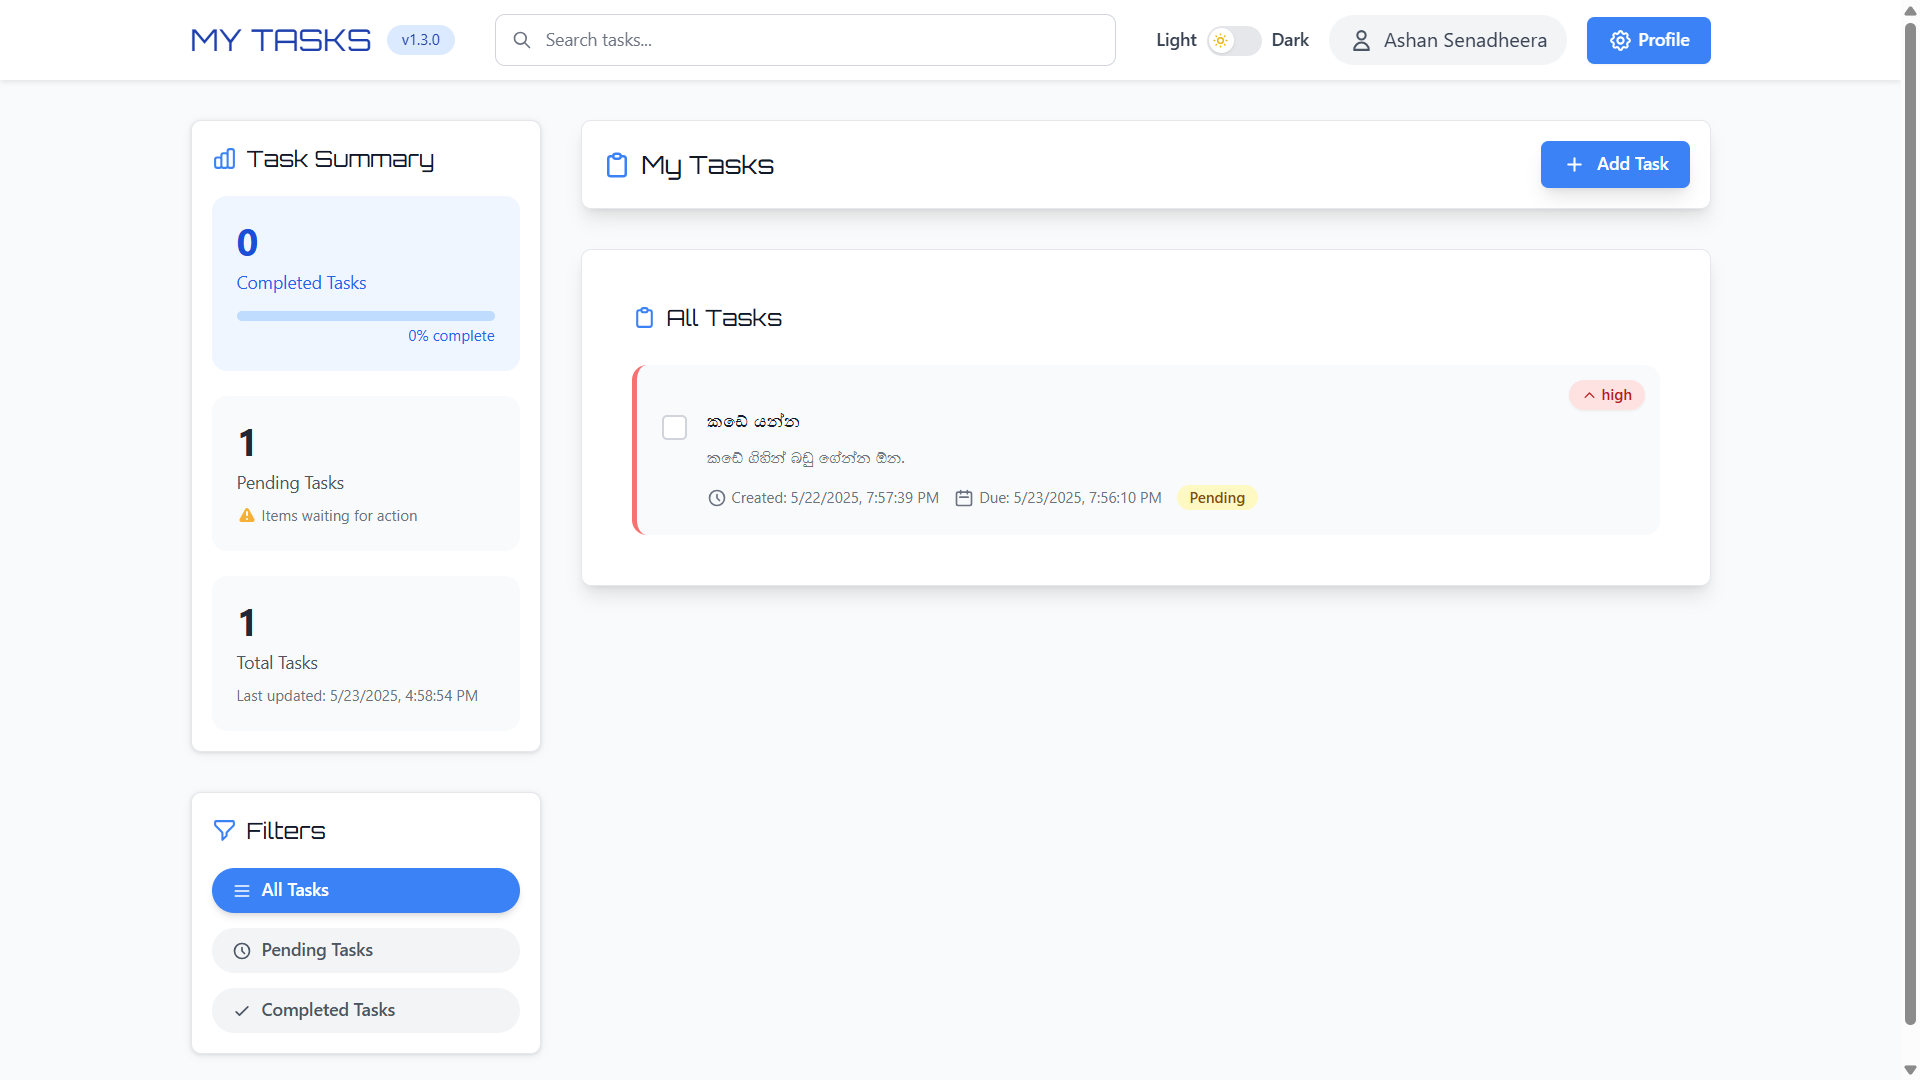 MY TASKS v1.3.0
Search tasks...
Light Dark
Ashan Senadheera
Profile
Task Summary
0
Completed Tasks
0% complete
1
Pending Tasks
Items waiting for action
1
Total Tasks
Last updated: 5/23/2025, 4:58:54 PM
Filters
All Tasks
Pending Tasks
Completed Tasks
My Tasks
Add Task
All Tasks
high
කඩේ යන්න
කඩේ ගිහින් බඩු ගේන්න ඕන.
Created: 5/22/2025, 7:57:39 PM Due: 5/23/2025, 7:56:10 PM Pending